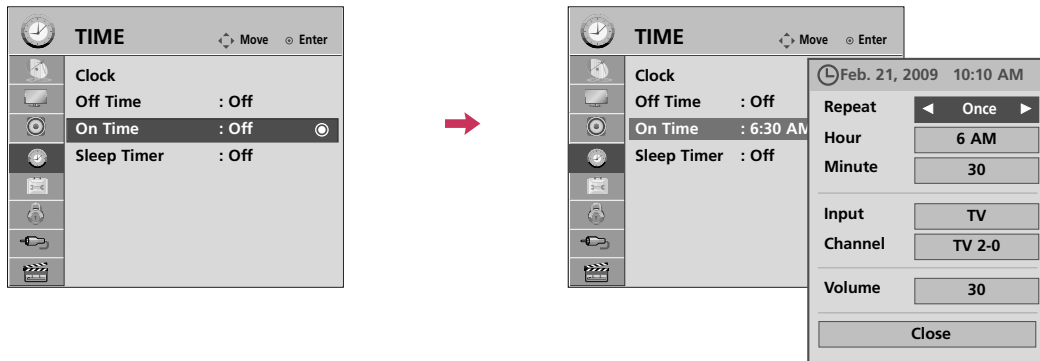 TIME Move Enter
Clock
Off Time : Off
On Time : Off
Sleep Timer : Off
TIME Move Enter
Clock
Off Time : Off
On Time : 6:30 AM
Sleep Timer : Off
Feb. 21, 2009 10:10 AM
Repeat ◀ Once ▶
Hour 6 AM
Minute 30
Input TV
Channel TV 2-0
Volume 30
Close